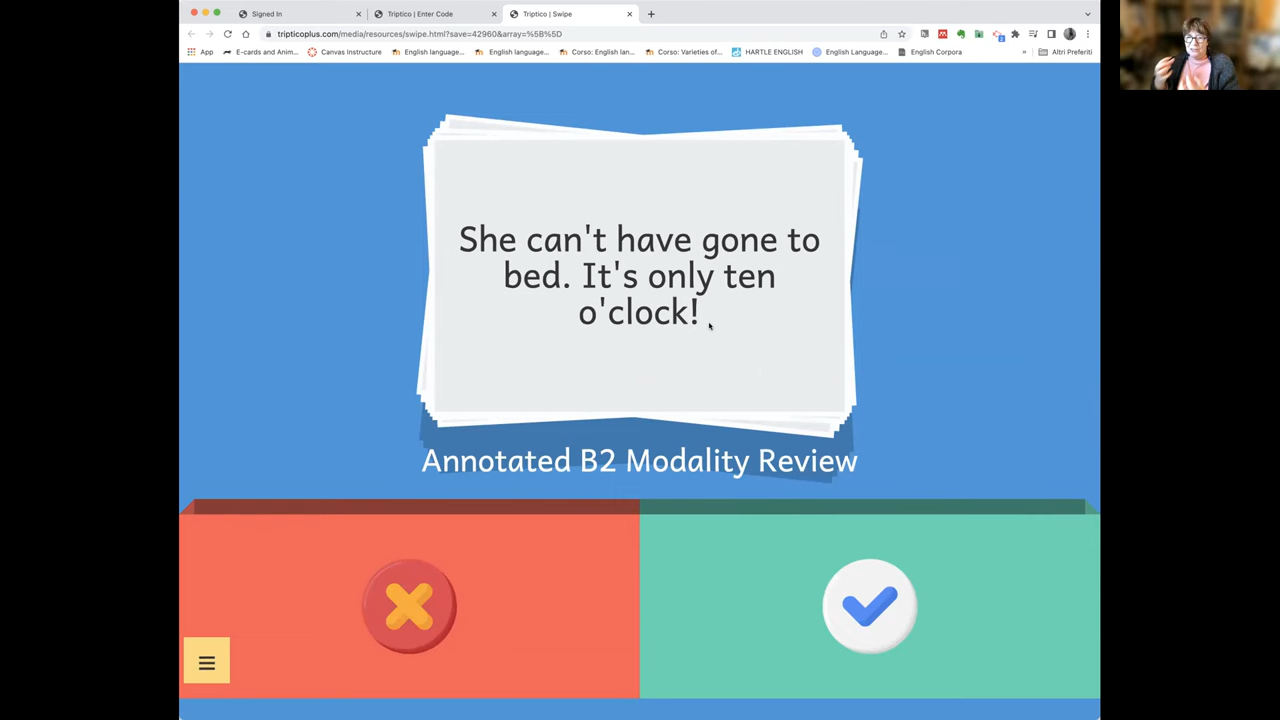 Signed In
Triptico | Enter Code
Triptico | Swipe
tripticoplus.com/media/resources/swipe.html?save=42960&array=%5B%5D
App
E-cards and Anim...
Canvas Instructure
English language...
English language...
Corso: English lan...
Corso: Varieties of...
HARTLE ENGLISH
English Language...
English Corpora
»
Altri Preferiti
She can't have gone to
bed. It's only ten
o'clock!
Annotated B2 Modality Review